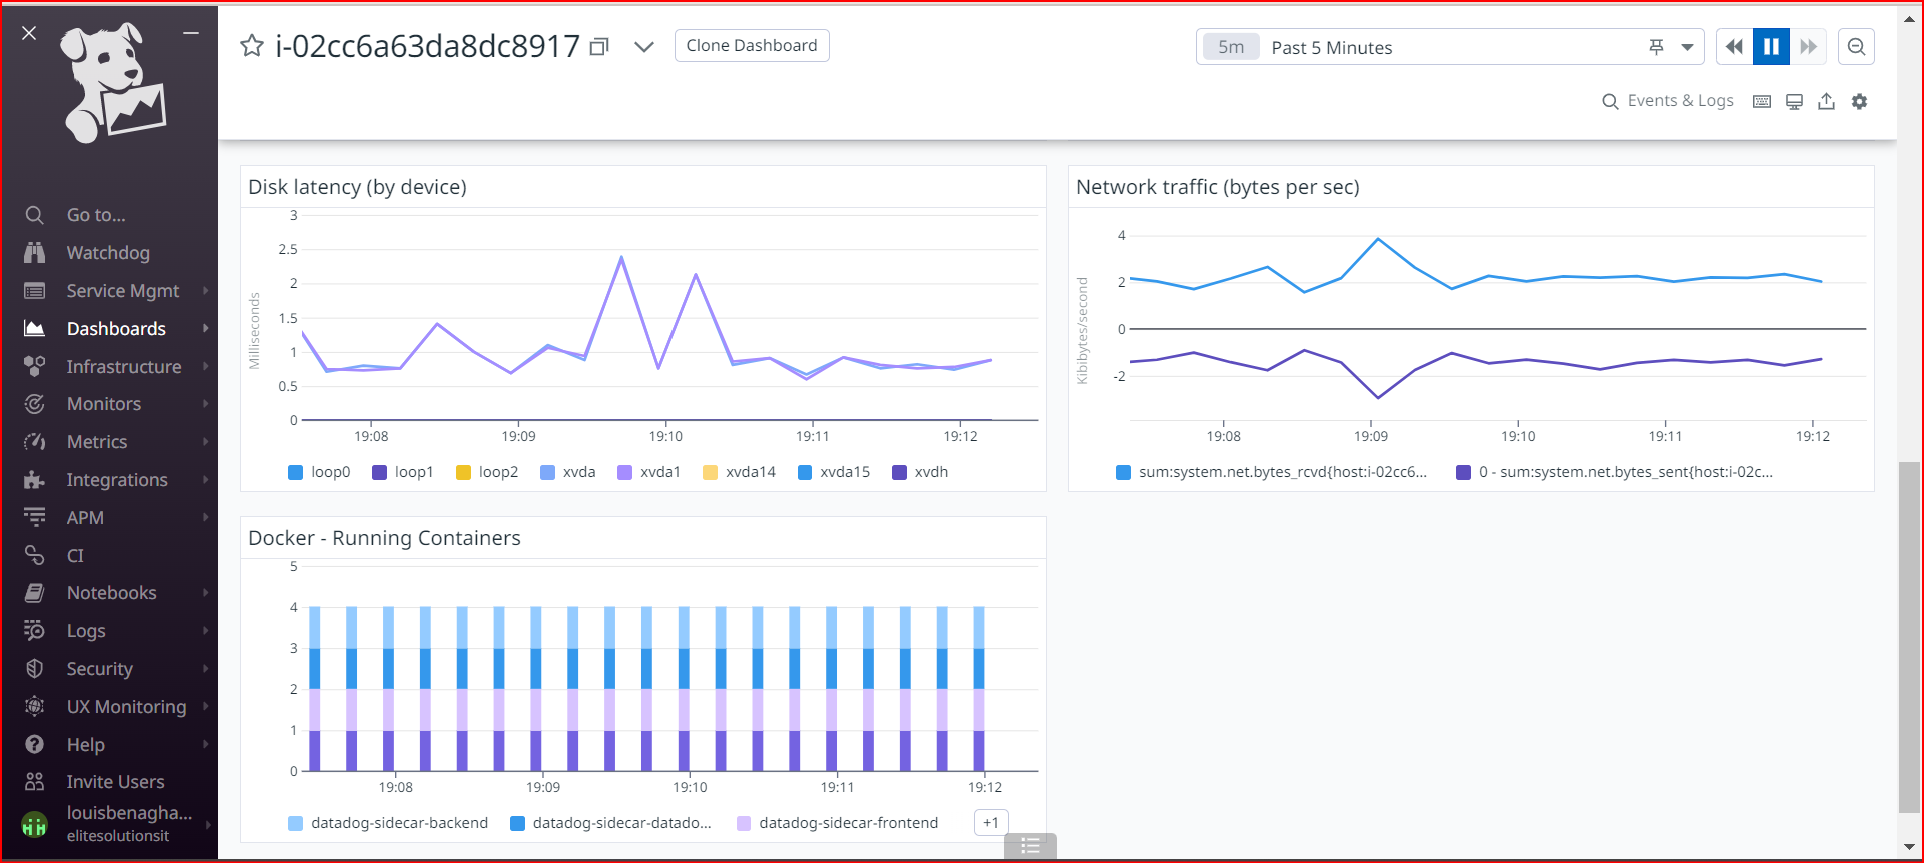 i-02cc6a63da8dc8917
Clone Dashboard
5m Past 5 Minutes
Events & Logs
Go to...
Watchdog
Service Mgmt
Dashboards
Infrastructure
Monitors
Metrics
Integrations
APM
CI
Notebooks
Logs
Security
UX Monitoring
Help
Invite Users
louisbenagha...
elitesolutionsit
Disk latency (by device)
Milliseconds
3
2.5
2
1.5
1
0.5
0
19:08 19:09 19:10 19:11 19:12
loop0 loop1 loop2 xvda xvda1 xvda14 xvda15 xvdh
Network traffic (bytes per sec)
Kibibytes/second
4
2
0
-2
19:08 19:09 19:10 19:11 19:12
sum:system.net.bytes_rcvd{host:i-02cc6... 0 - sum:system.net.bytes_sent{host:i-02c...
Docker - Running Containers
5
4
3
2
1
0
19:08 19:09 19:10 19:11 19:12
datadog-sidecar-backend datadog-sidecar-datado... datadog-sidecar-frontend +1